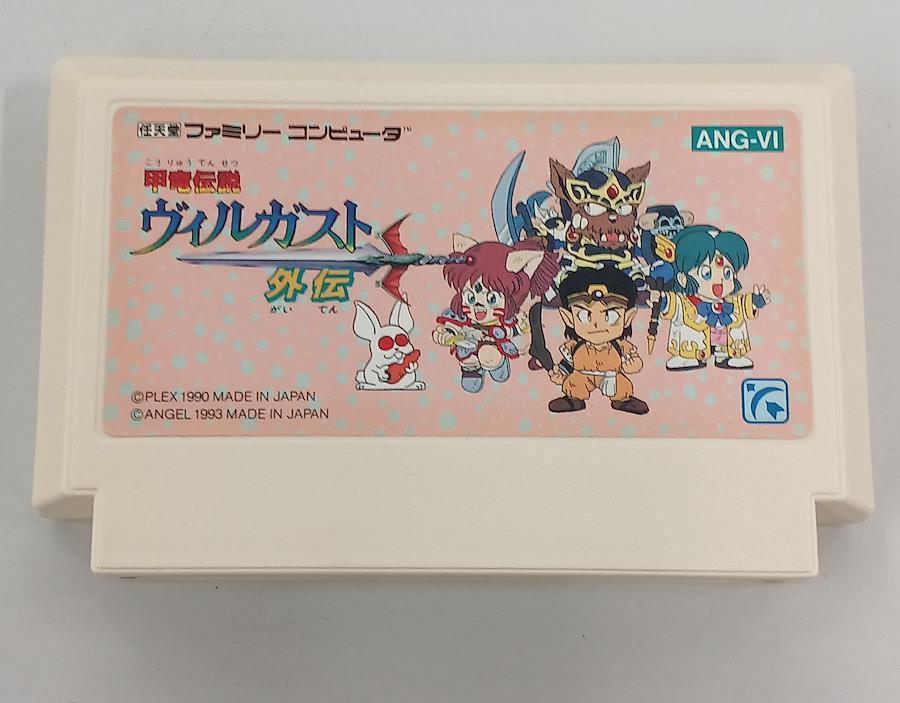 任天堂 ファミリー コンピュータ™
ANG-VI
こうりゅうでんせつ
甲竜伝説
ヴィルガスト
外伝
がいでん
©PLEX 1990 MADE IN JAPAN
©ANGEL 1993 MADE IN JAPAN